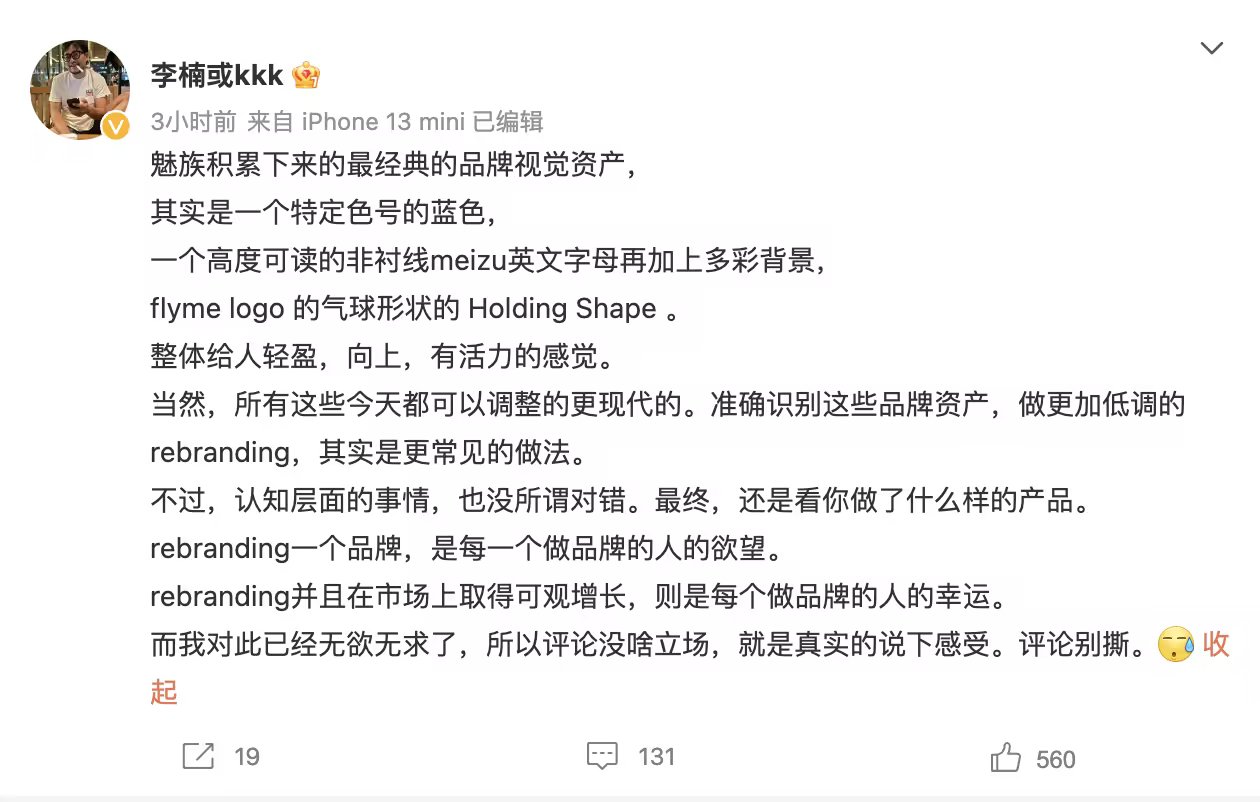 李楠或kkk
3小时前 来自 iPhone 13 mini 已编辑
魅族积累下来的最经典的品牌视觉资产，
其实是一个特定色号的蓝色，
一个高度可读的非衬线meizu英文字母再加上多彩背景，
flyme logo 的气球形状的 Holding Shape 。
整体给人轻盈，向上，有活力的感觉。
当然，所有这些今天都可以调整的更现代的。准确识别这些品牌资产，做更加低调的
rebranding，其实是更常见的做法。
不过，认知层面的事情，也没所谓对错。最终，还是看你做了什么样的产品。
rebranding一个品牌，是每一个做品牌的人的欲望。
rebranding并且在市场上取得可观增长，则是每个做品牌的人的幸运。
而我对此已经无欲无求了，所以评论没啥立场，就是真实的说下感受。评论别撕。收
起
19
131
560